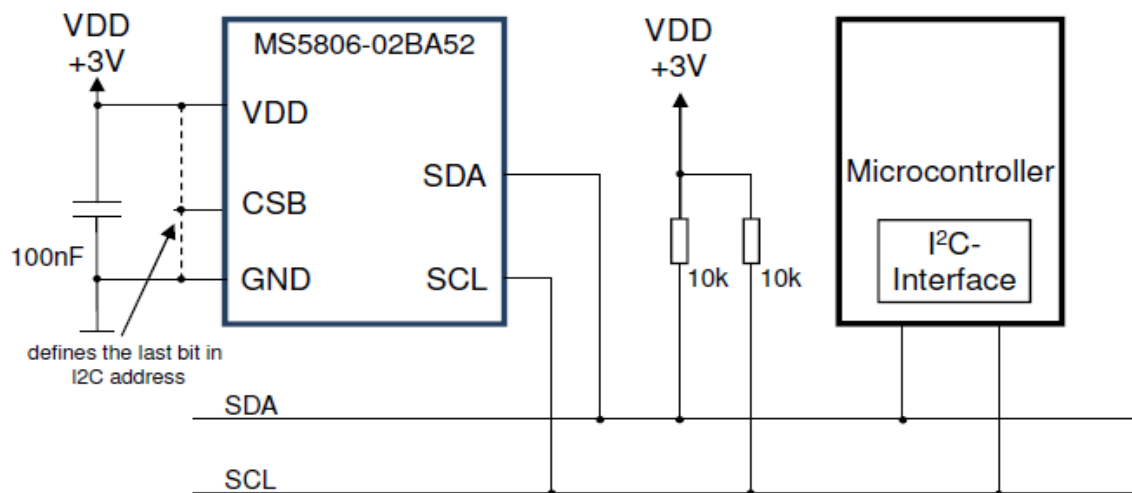 VDD
+3V
MS5806-02BA52
VDD
CSB
GND
SDA
SCL
100nF
defines the last bit in
I2C address
VDD
+3V
10k
10k
Microcontroller
I²C-
Interface
SDA
SCL